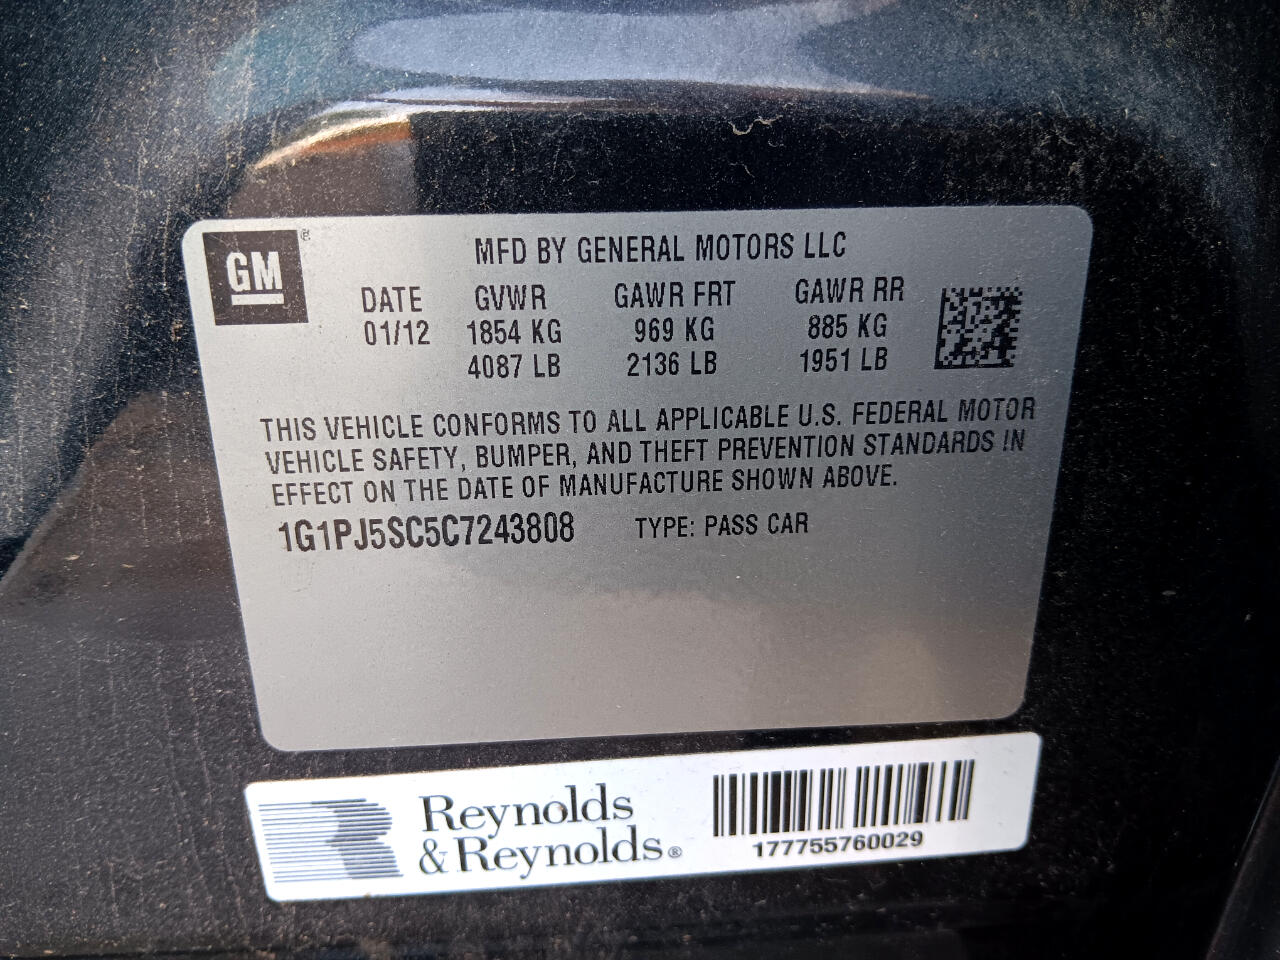 GM
MFD BY GENERAL MOTORS LLC
DATE GVWR GAWR FRT GAWR RR
01/12 1854 KG 969 KG 885 KG
4087 LB 2136 LB 1951 LB
THIS VEHICLE CONFORMS TO ALL APPLICABLE U.S. FEDERAL MOTOR
VEHICLE SAFETY, BUMPER, AND THEFT PREVENTION STANDARDS IN
EFFECT ON THE DATE OF MANUFACTURE SHOWN ABOVE.
1G1PJ5SC5C7243808 TYPE: PASS CAR
Reynolds
& Reynolds®
177755760029